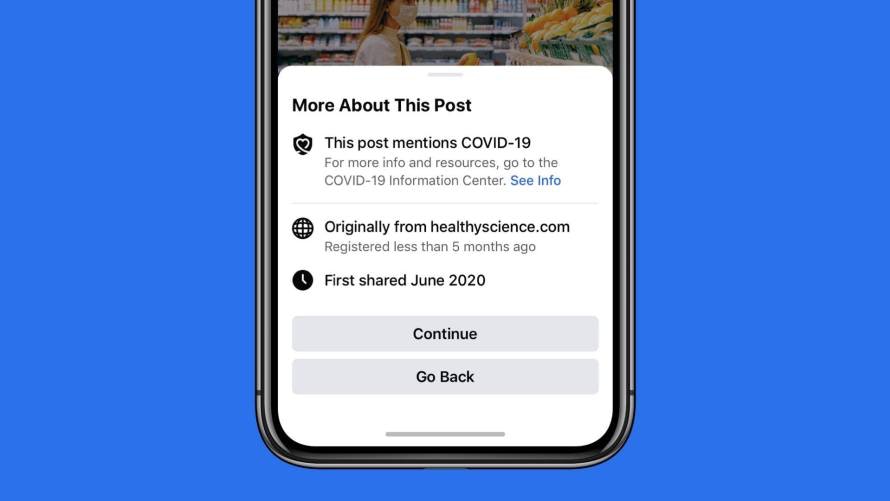 More About This Post
This post mentions COVID-19
For more info and resources, go to the
COVID-19 Information Center. See Info
Originally from healthyscience.com
Registered less than 5 months ago
First shared June 2020
Continue
Go Back